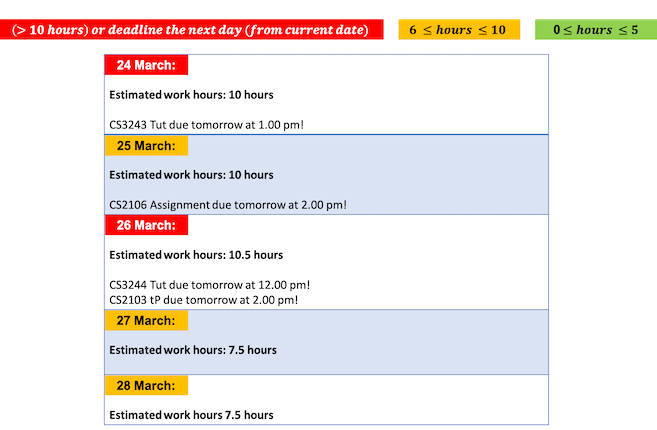 (> 10 hours) or deadline the next day (from current date)
6 ≤ hours ≤ 10
0 ≤ hours ≤ 5
24 March:
Estimated work hours: 10 hours
CS3243 Tut due tomorrow at 1.00 pm!
25 March:
Estimated work hours: 10 hours
CS2106 Assignment due tomorrow at 2.00 pm!
26 March:
Estimated work hours: 10.5 hours
CS3244 Tut due tomorrow at 12.00 pm!
CS2103 tP due tomorrow at 2.00 pm!
27 March:
Estimated work hours: 7.5 hours
28 March:
Estimated work hours 7.5 hours